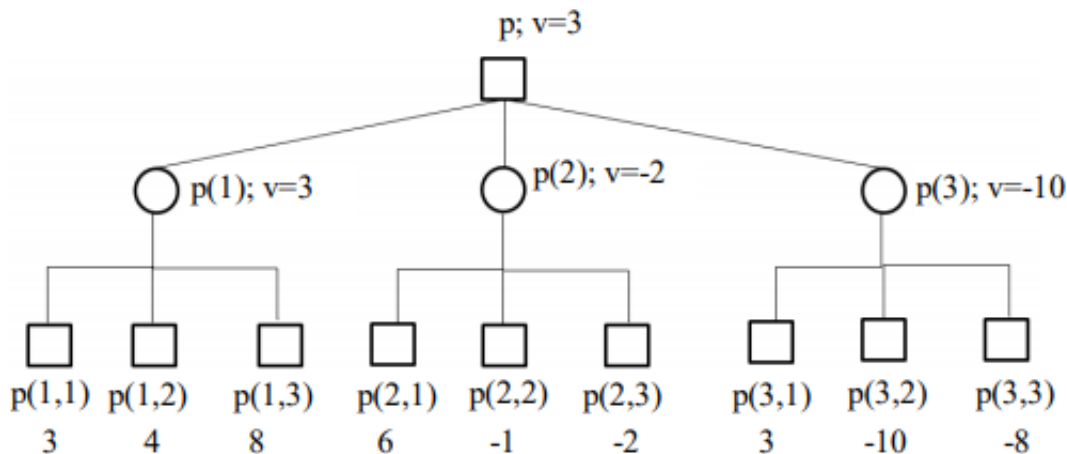 p; v=3
p(1); v=3
p(2); v=-2
p(3); v=-10
p(1,1) p(1,2) p(1,3) p(2,1) p(2,2) p(2,3) p(3,1) p(3,2) p(3,3)
3 4 8 6 -1 -2 3 -10 -8